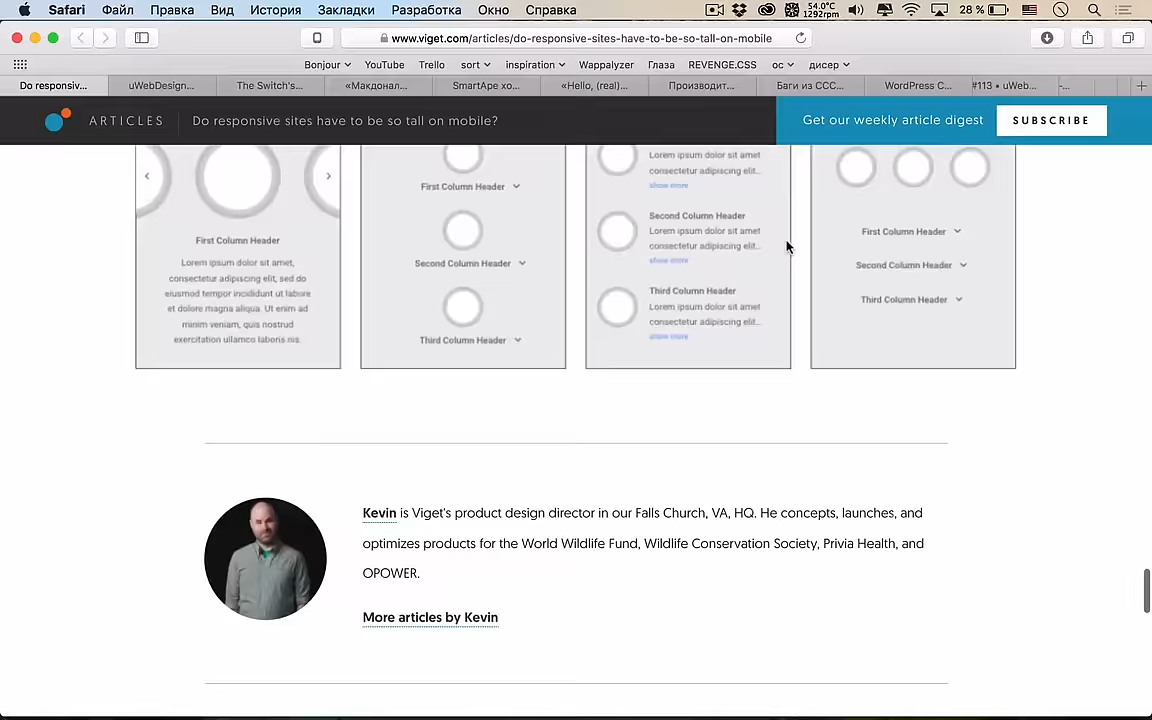 Safari Файл Правка Вид История Закладки Разработка Окно Справка 54.0°C 1292rpm 28 %
www.viget.com/articles/do-responsive-sites-have-to-be-so-tall-on-mobile
Bonjour YouTube Trello sort inspiration Wappalyzer Глаза REVENGE.CSS ос дисер
Do responsiv... uWebDesign... The Switch's... «Макдонал... SmartApe хо... «Hello, (real)... Производит... Баги из ССС... WordPress C... #113 • uWeb... -...
ARTICLES Do responsive sites have to be so tall on mobile? Get our weekly article digest SUBSCRIBE
First Column Header
Lorem ipsum dolor sit amet,
consectetur adipiscing elit, sed do
eiusmod tempor incididunt ut labore
et dolore magna aliqua. Ut enim ad
minim veniam, quis nostrud
exercitation ullamco laboris nis.
First Column Header
Second Column Header
Third Column Header
Lorem ipsum dolor sit amet
consectetur adipiscing elit...
show more
Second Column Header
Lorem ipsum dolor sit amet
consectetur adipiscing elit...
show more
Third Column Header
Lorem ipsum dolor sit amet
consectetur adipiscing elit...
show more
First Column Header
Second Column Header
Third Column Header
Kevin is Viget's product design director in our Falls Church, VA, HQ. He concepts, launches, and
optimizes products for the World Wildlife Fund, Wildlife Conservation Society, Privia Health, and
OPOWER.
More articles by Kevin